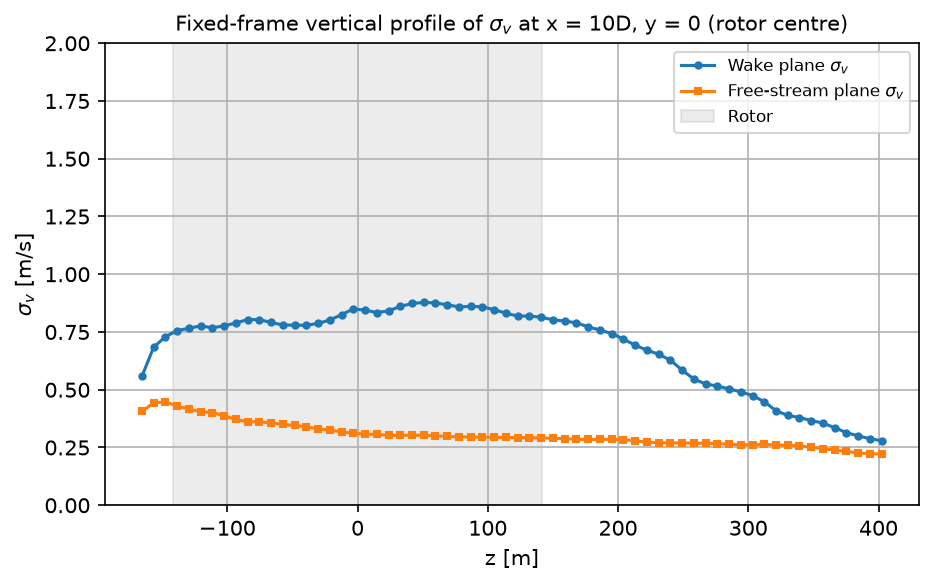 Fixed-frame vertical profile of σᵥ at x = 10D, y = 0 (rotor centre)
σᵥ [m/s]
2.00
1.75
1.50
1.25
1.00
0.75
0.50
0.25
0.00
Wake plane σᵥ
Free-stream plane σᵥ
Rotor
−100
0
100
200
300
400
z [m]